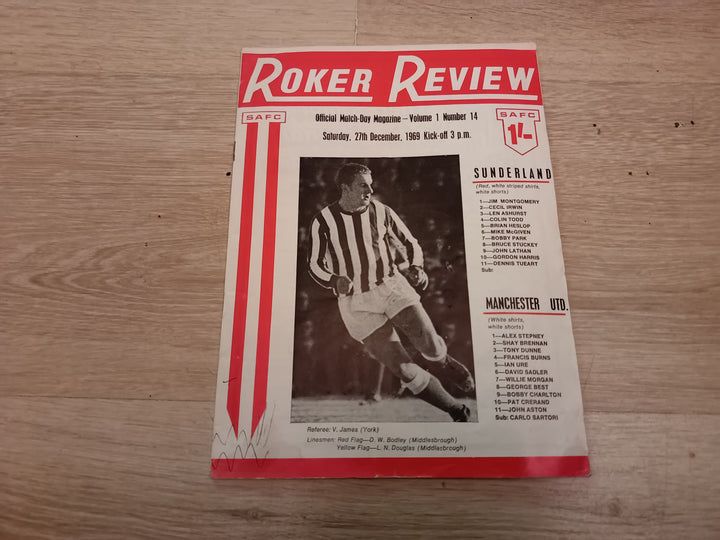 ROKER REVIEW
SAFC
Official Match-Day Magazine — Volume 1 Number 14
Saturday, 27th December, 1969 Kick-off 3 p.m.
SAFC
1/-
SUNDERLAND
(Red, white striped shirts,
white shorts)
1—JIM MONTGOMERY
2—CECIL IRWIN
3—LEN ASHURST
4—COLIN TODD
5—BRIAN HESLOP
6—MIKE McGIVEN
7—BOBBY PARK
8—BRUCE STUCKEY
9—JOHN LATHAN
10—GORDON HARRIS
11—DENNIS TUEART
Sub:
MANCHESTER UTD.
(White shirts,
white shorts)
1—ALEX STEPNEY
2—SHAY BRENNAN
3—TONY DUNNE
4—FRANCIS BURNS
5—IAN URE
6—DAVID SADLER
7—WILLIE MORGAN
8—GEORGE BEST
9—BOBBY CHARLTON
10—PAT CRERAND
11—JOHN ASTON
Sub: CARLO SARTORI
Referee: V. James (York)
Linesmen: Red Flag—D. W. Bodley (Middlesbrough)
Yellow Flag—L. N. Douglas (Middlesbrough)